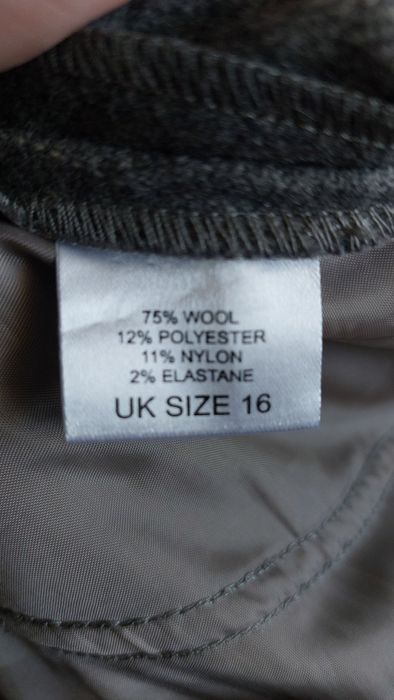 75% WOOL
12% POLYESTER
11% NYLON
2% ELASTANE
UK SIZE 16